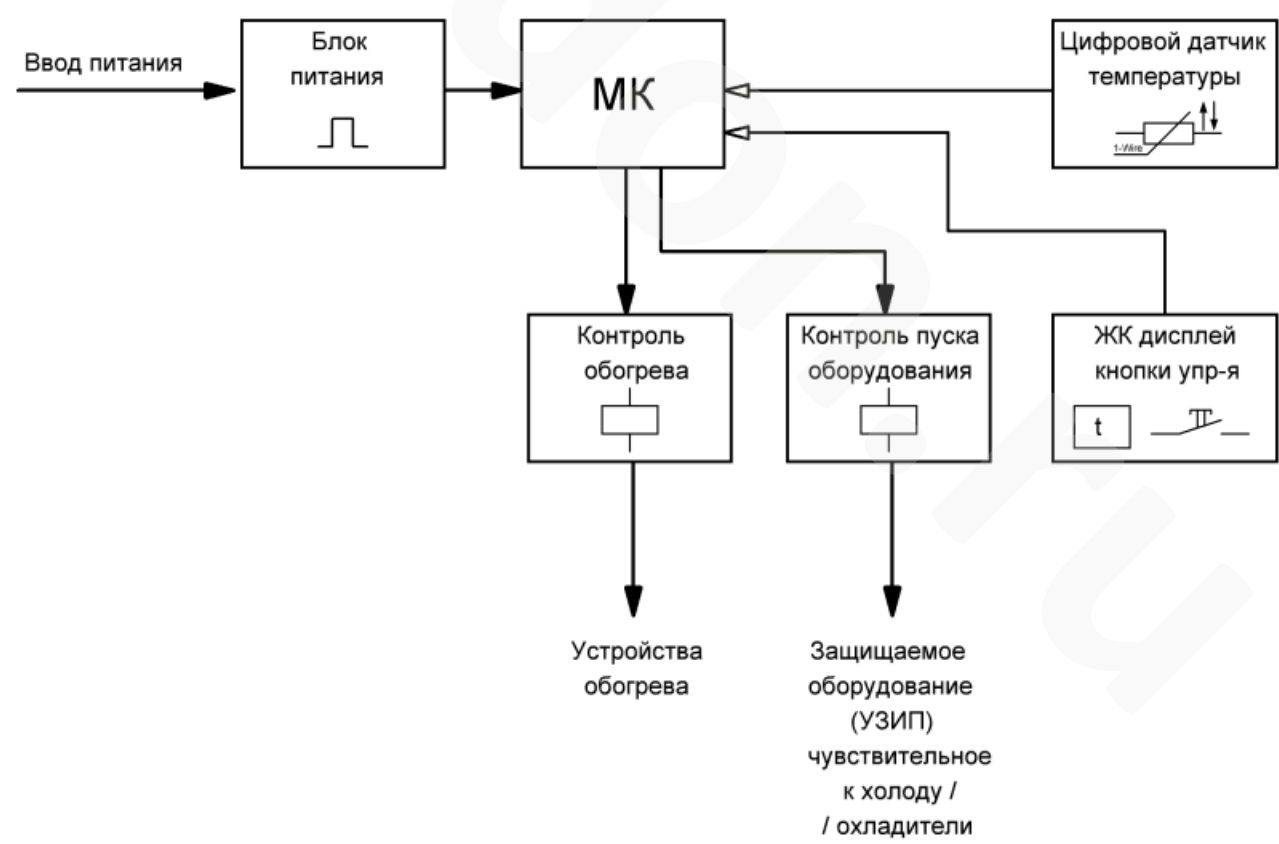 Ввод питания
Блок
питания
МК
Цифровой датчик
температуры
1-Wire
Контроль
обогрева
Контроль пуска
оборудования
ЖК дисплей
кнопки упр-я
t
Устройства
обогрева
Защищаемое
оборудование
(УЗИП)
чувствительное
к холоду /
/ охладители